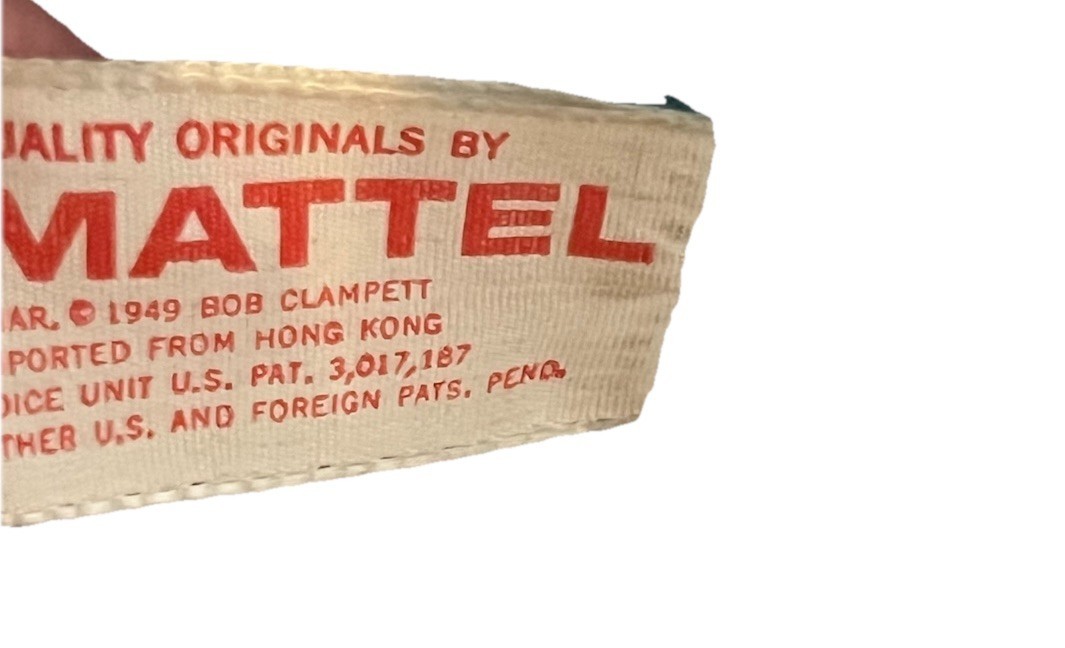 UALITY ORIGINALS BY
MATTEL
AR. © 1949 BOB CLAMPETT
PORTED FROM HONG KONG
OICE UNIT U.S. PAT. 3,017,187
THER U.S. AND FOREIGN PATS. PEND.